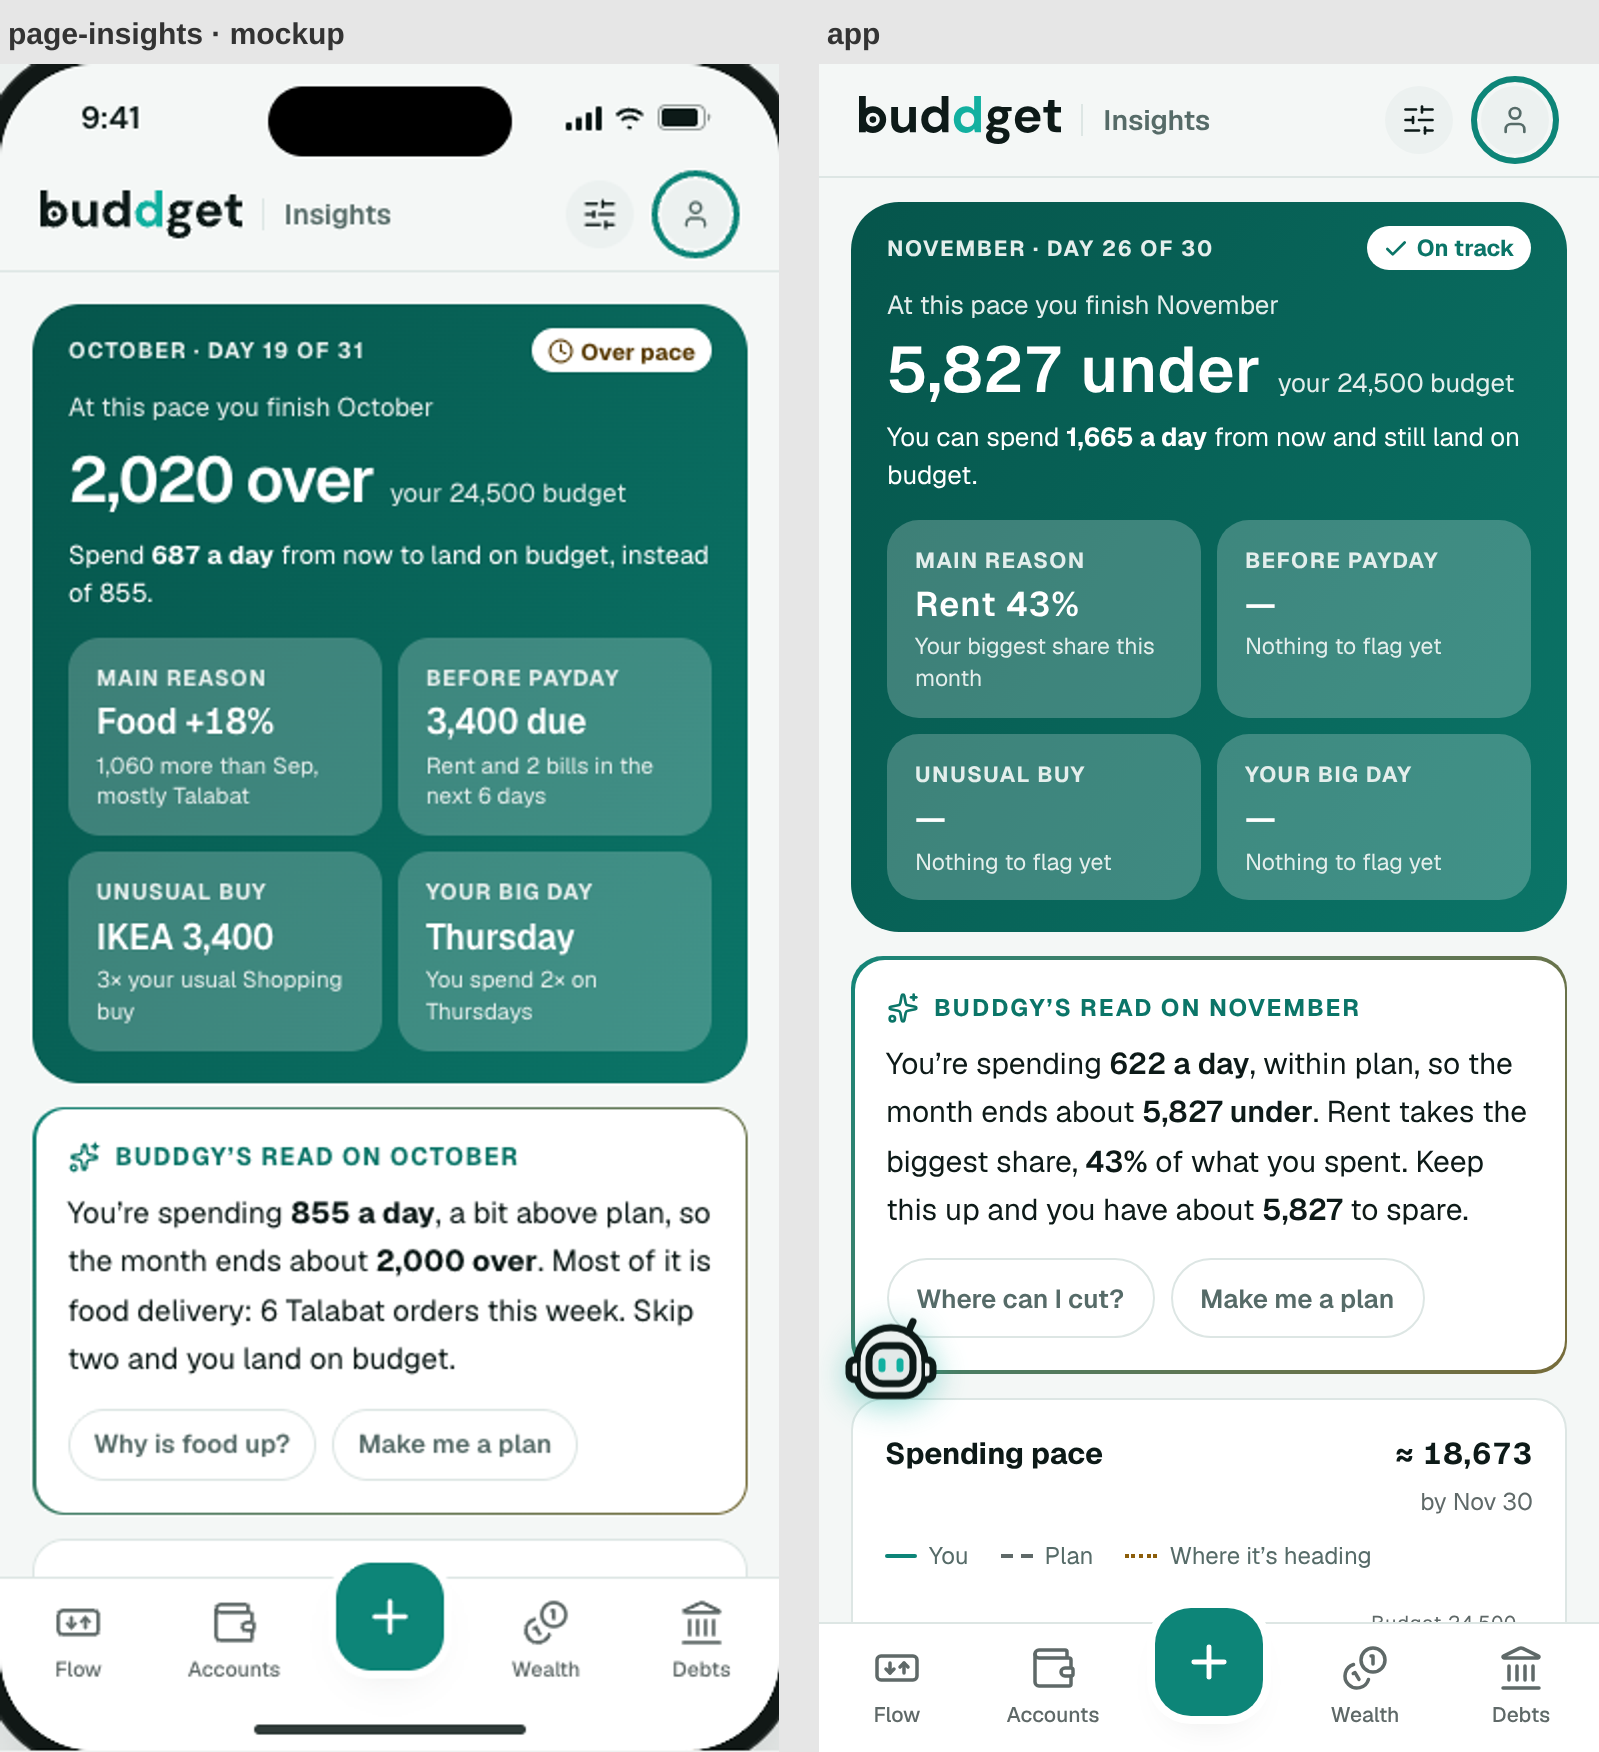 page-insights · mockup
9:41
buddget
Insights
OCTOBER · DAY 19 OF 31
Over pace
At this pace you finish October
2,020 over your 24,500 budget
Spend 687 a day from now to land on budget, instead
of 855.
MAIN REASON
Food +18%
1,060 more than Sep,
mostly Talabat
BEFORE PAYDAY
3,400 due
Rent and 2 bills in the
next 6 days
UNUSUAL BUY
IKEA 3,400
3× your usual Shopping
buy
YOUR BIG DAY
Thursday
You spend 2× on
Thursdays
BUDDGY’S READ ON OCTOBER
You’re spending 855 a day, a bit above plan, so
the month ends about 2,000 over. Most of it is
food delivery: 6 Talabat orders this week. Skip
two and you land on budget.
Why is food up?
Make me a plan
Flow
Accounts
Wealth
Debts
app
buddget
Insights
NOVEMBER · DAY 26 OF 30
On track
At this pace you finish November
5,827 under your 24,500 budget
You can spend 1,665 a day from now and still land on
budget.
MAIN REASON
Rent 43%
Your biggest share this
month
BEFORE PAYDAY
—
Nothing to flag yet
UNUSUAL BUY
—
Nothing to flag yet
YOUR BIG DAY
—
Nothing to flag yet
BUDDGY’S READ ON NOVEMBER
You’re spending 622 a day, within plan, so the
month ends about 5,827 under. Rent takes the
biggest share, 43% of what you spent. Keep
this up and you have about 5,827 to spare.
Where can I cut?
Make me a plan
Spending pace
≈ 18,673
by Nov 30
You
Plan
Where it’s heading
Budget 24,500
Flow
Accounts
Wealth
Debts